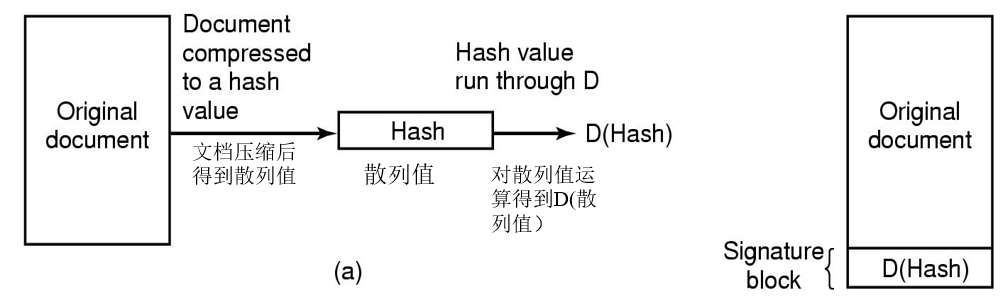 Original
document
Document
compressed
to a hash
value
文档压缩后
得到散列值
Hash
散列值
Hash value
run through D
D(Hash)
对散列值运
算得到D(散
列值）
(a)
Original
document
Signature
block
D(Hash)